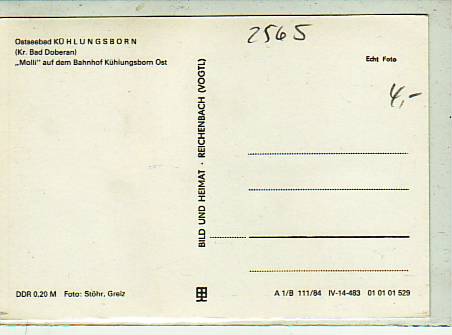 Ostseebad KÜHLUNGSBORN
(Kr. Bad Doberan)
„Molli" auf dem Bahnhof Kühlungsborn Ost
2565
Echt Foto
4,-
BILD UND HEIMAT · REICHENBACH (VOGTL)
DDR 0,20 M Foto: Stöhr, Greiz
A 1/B 111/84 IV-14-483 01 01 01 529